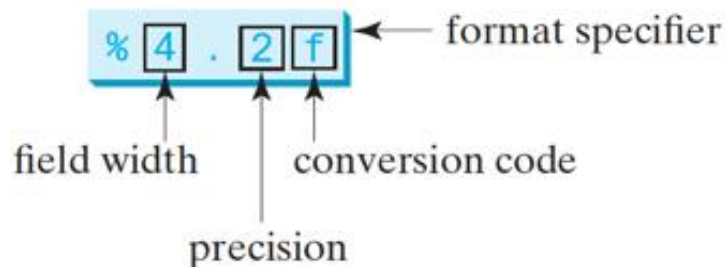 % 4 . 2 f format specifier
field width conversion code
precision